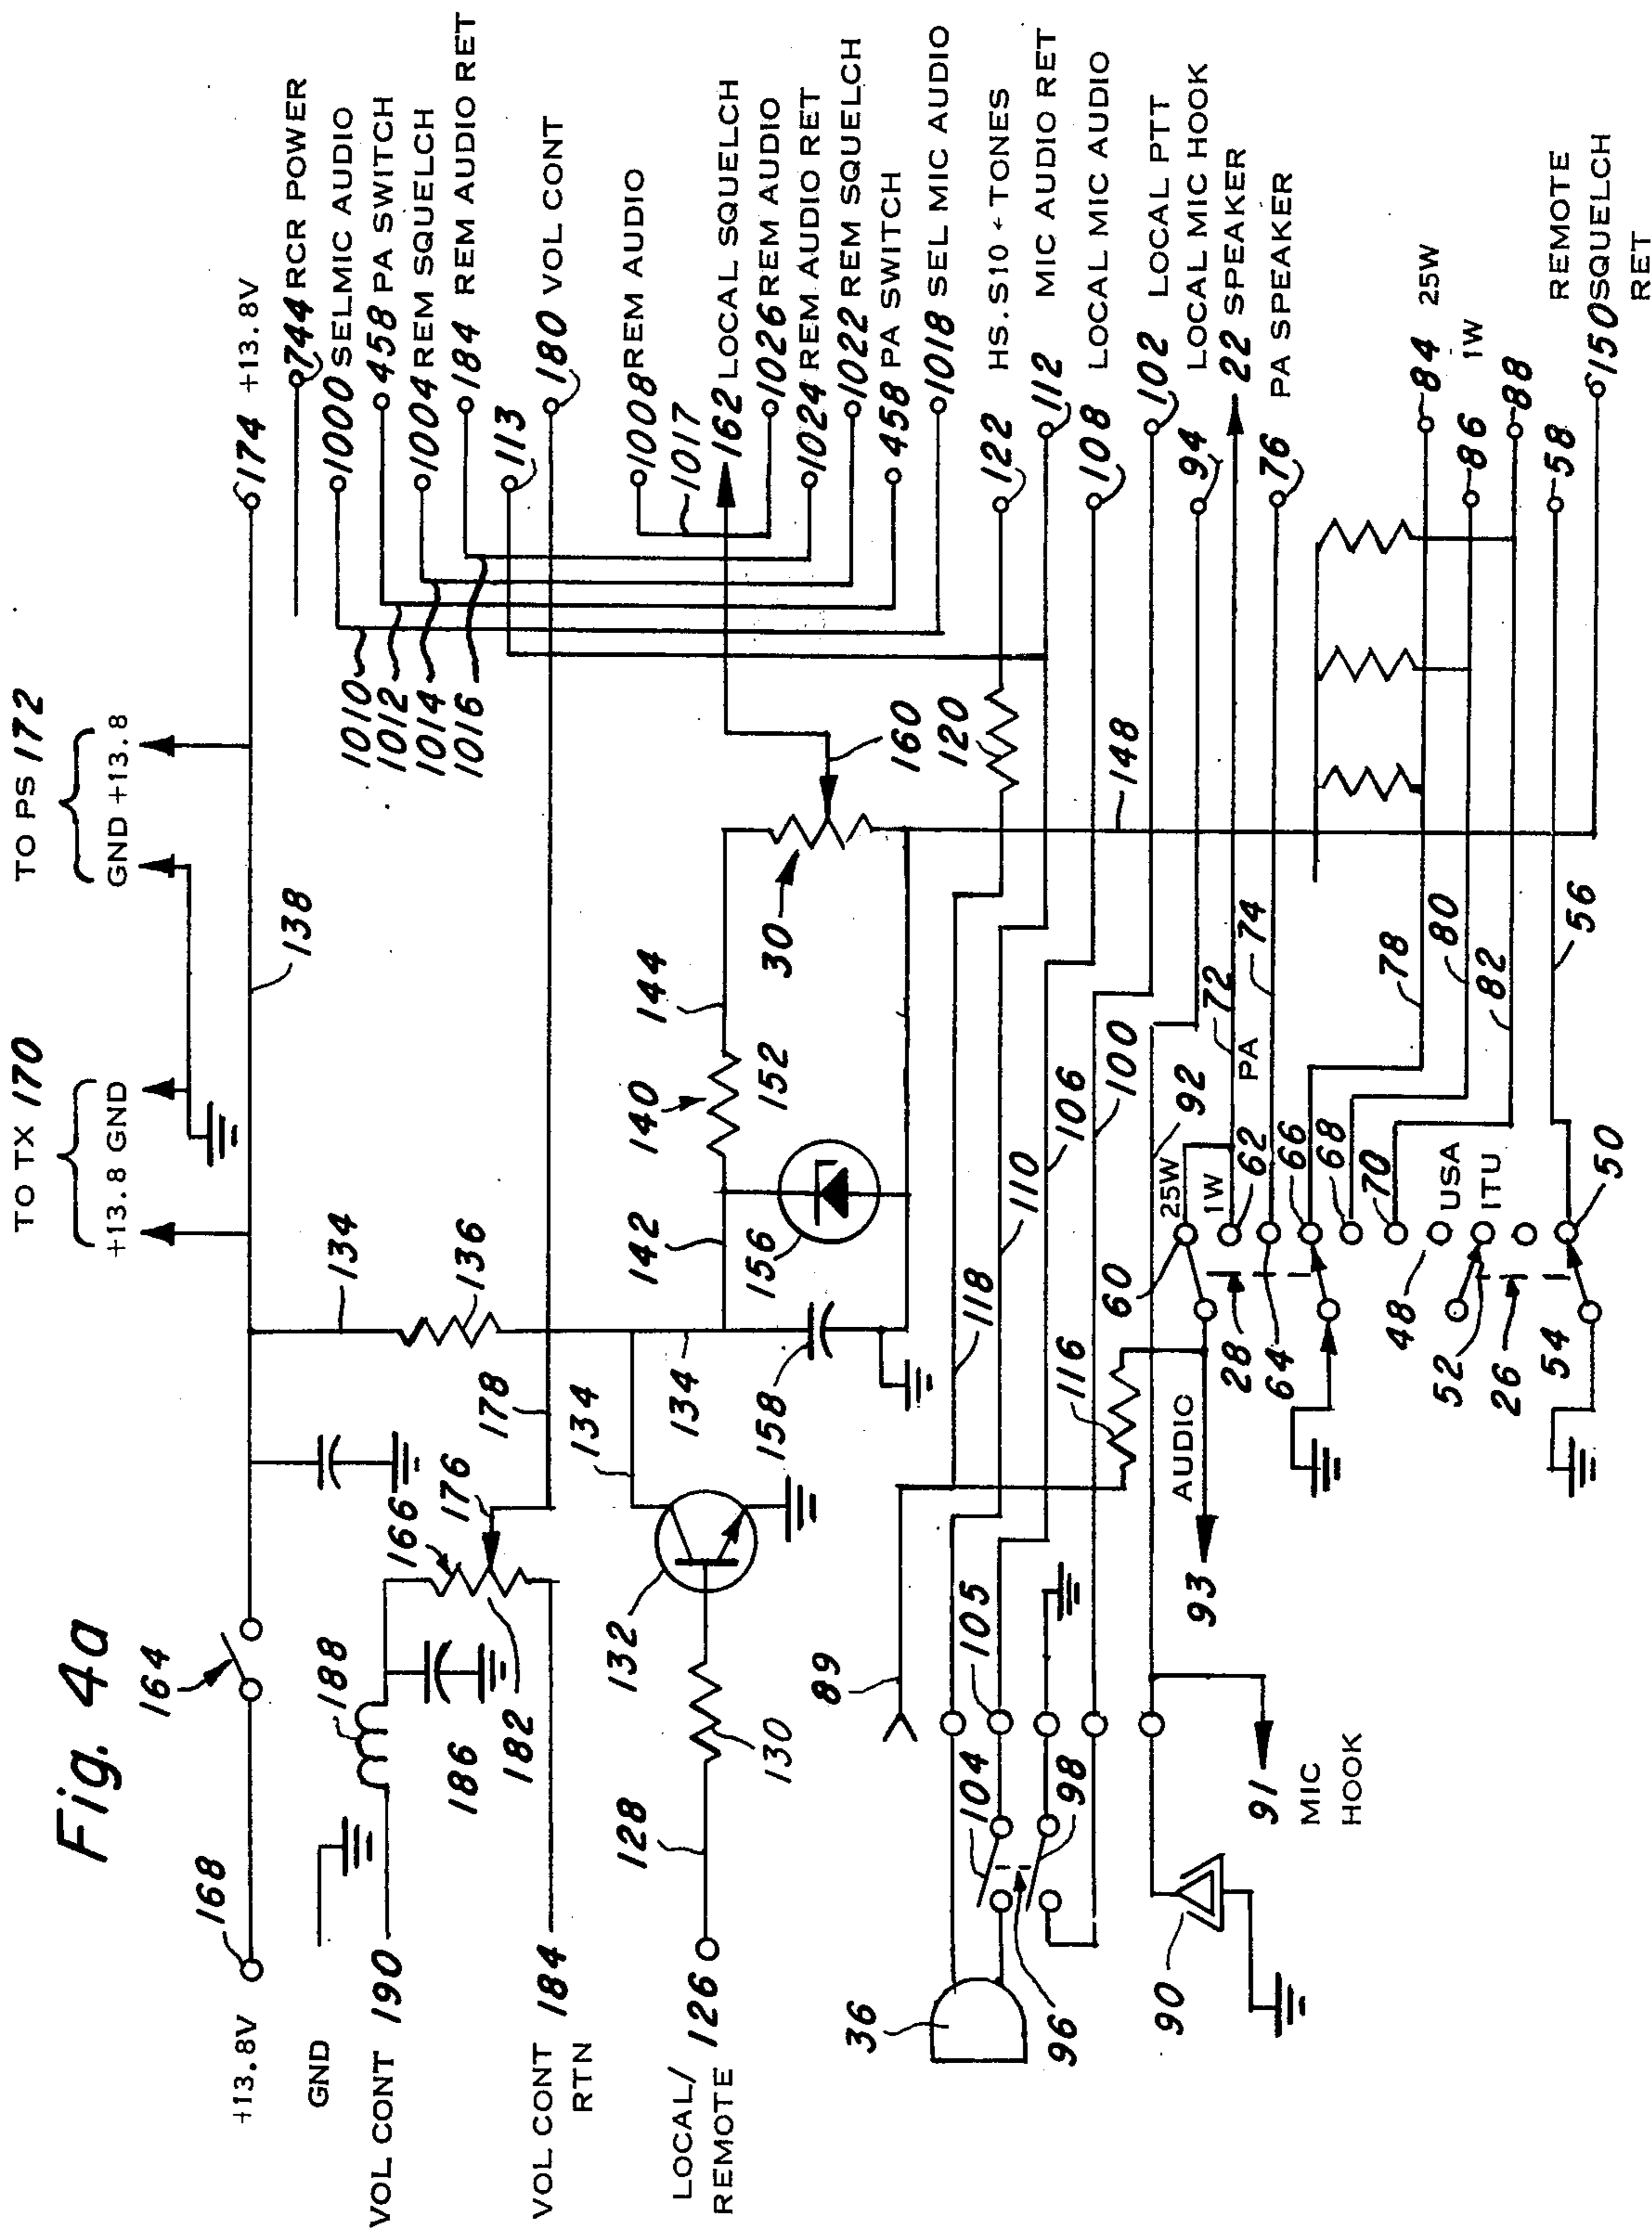 Fig. 4a
TO TX 170
+13.8 GND
TO PS 172
GND +13.8
+13.8V
168
164
138
174 +13.8V
GND
VOL CONT 190
188
186
166
176
182
178
134
136
744 RCR POWER
1000 SELMIC AUDIO
458 PA SWITCH
1004 REM SQUELCH
184 REM AUDIO RET
113
180 VOL CONT
1010
1012
1014
1016
VOL CONT 184
RTN
LOCAL/
REMOTE 126
128
130
132
134
134
142
140
144
152
156
158
30
160
120
1008 REM AUDIO
1017
162 LOCAL SQUELCH
1026 REM AUDIO
1024 REM AUDIO RET
1022 REM SQUELCH
458 PA SWITCH
1018 SEL MIC AUDIO
122
HS. S10 + TONES
112
MIC AUDIO RET
108
LOCAL MIC AUDIO
102
LOCAL PTT
94
LOCAL MIC HOOK
22 SPEAKER
76
PA SPEAKER
36
89
104
105
96
98
118
110
106
100
148
116
92
90
91
MIC
HOOK
93
AUDIO
60
25W
1W
62
72
PA
74
28
64
66
68
70
78
80
82
84
25W
86
1W
88
48
USA
52
ITU
26
54
50
56
58
REMOTE
150 SQUELCH
RET